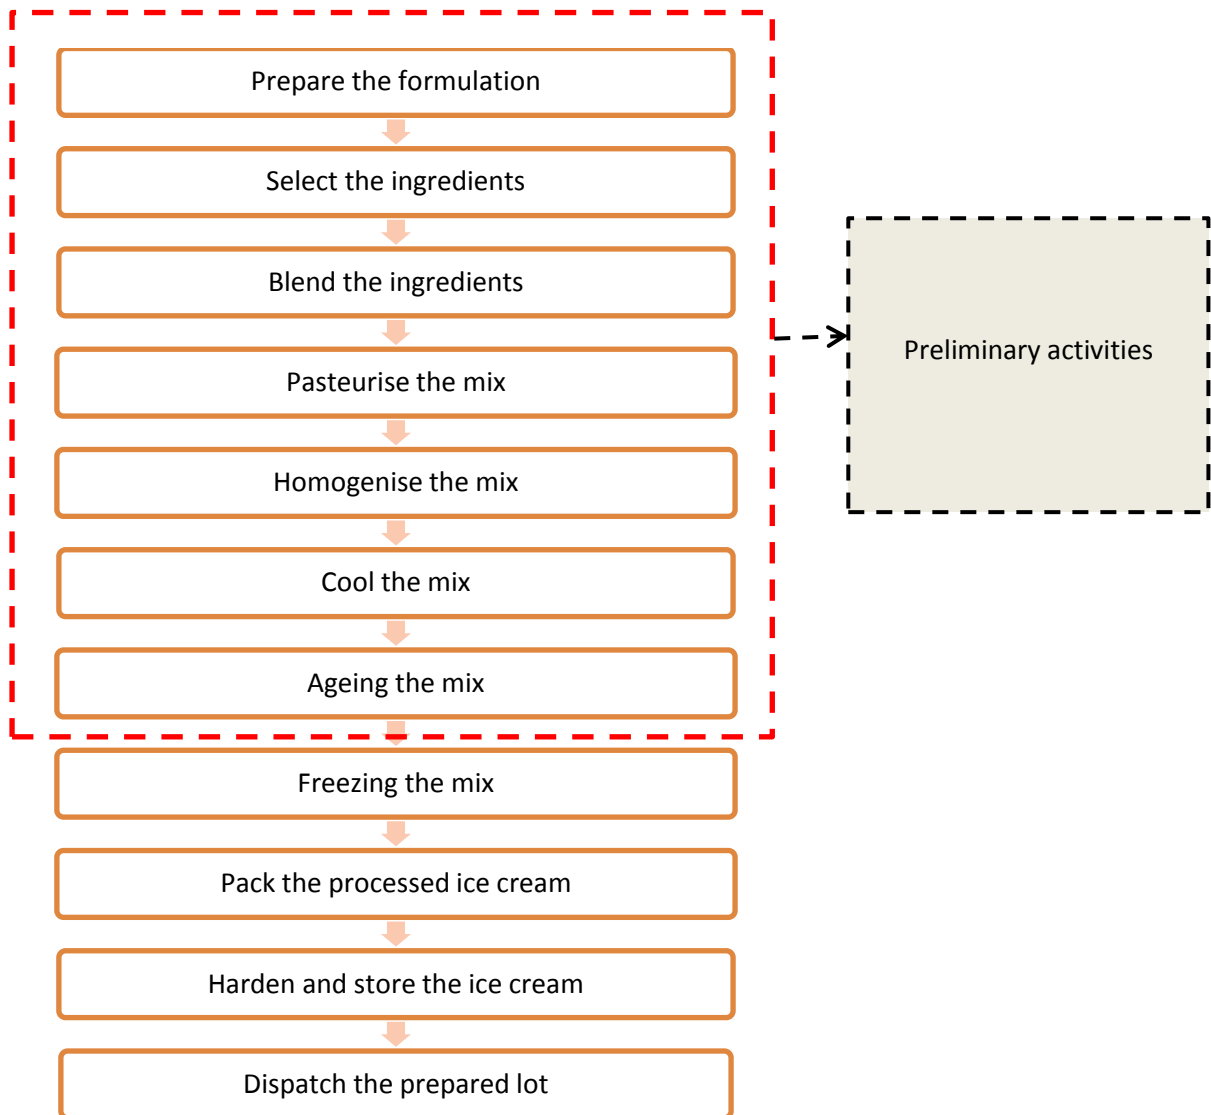 Prepare the formulation
Select the ingredients
Blend the ingredients
Pasteurise the mix
Homogenise the mix
Cool the mix
Ageing the mix
Freezing the mix
Pack the processed ice cream
Harden and store the ice cream
Dispatch the prepared lot
Preliminary activities